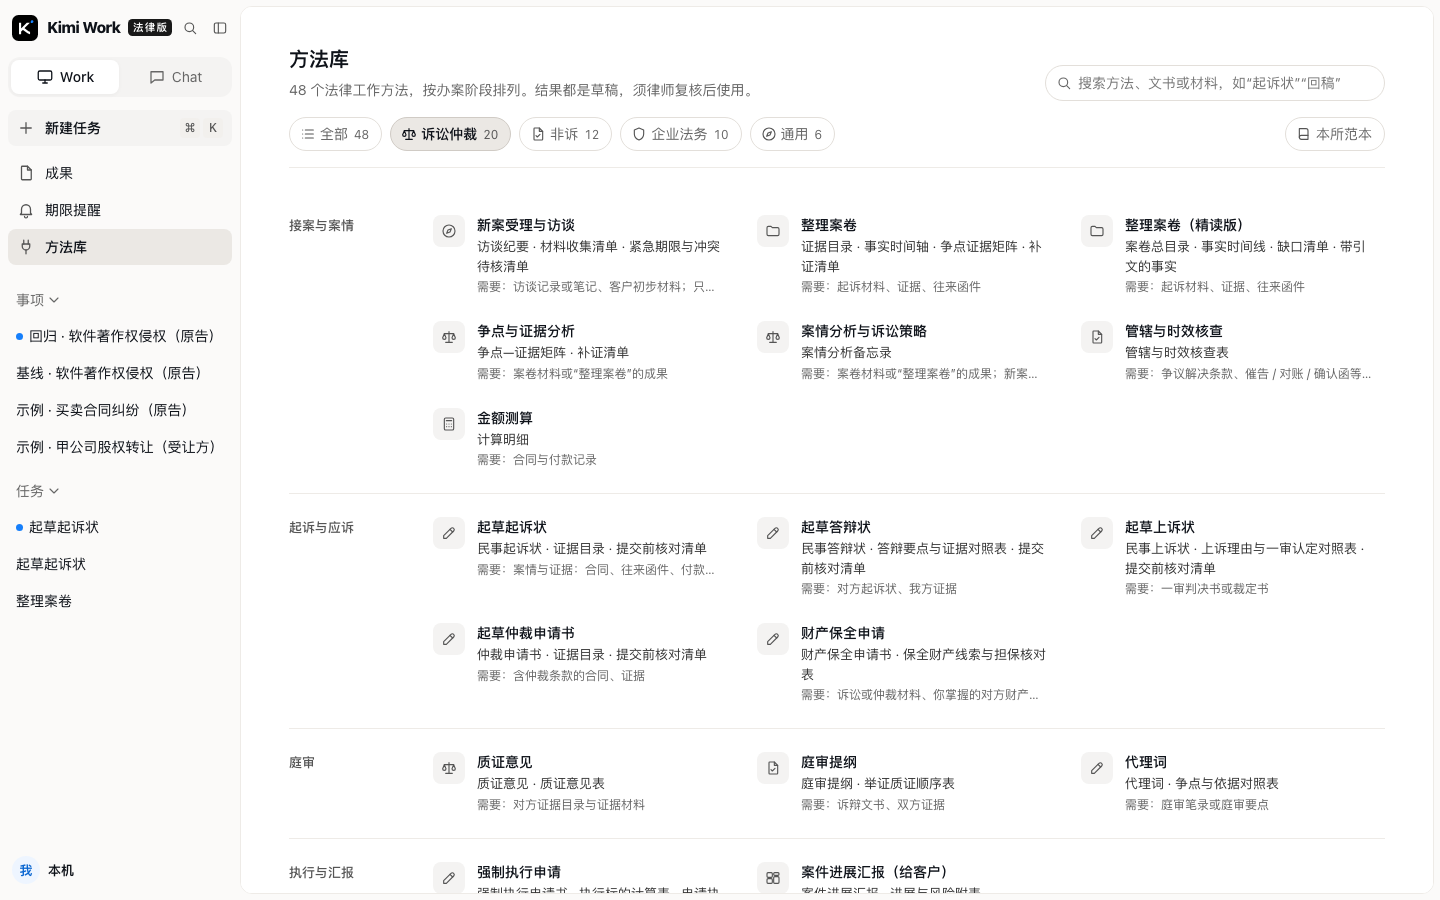 Kimi Work 法律版
Work Chat
新建任务 ⌘ K
成果
期限提醒
方法库
事项
回归 · 软件著作权侵权（原告）
基线 · 软件著作权侵权（原告）
示例 · 买卖合同纠纷（原告）
示例 · 甲公司股权转让（受让方）
任务
起草起诉状
起草起诉状
整理案卷
我 本机
方法库
48 个法律工作方法，按办案阶段排列。结果都是草稿，须律师复核后使用。
搜索方法、文书或材料，如“起诉状”“回稿”
全部 48 诉讼仲裁 20 非诉 12 企业法务 10 通用 6 本所范本
接案与案情
新案受理与访谈
访谈纪要 · 材料收集清单 · 紧急期限与冲突
待核清单
需要：访谈记录或笔记、客户初步材料；只...
整理案卷
证据目录 · 事实时间轴 · 争点证据矩阵 · 补
证清单
需要：起诉材料、证据、往来函件
整理案卷（精读版）
案卷总目录 · 事实时间线 · 缺口清单 · 带引
文的事实
需要：起诉材料、证据、往来函件
争点与证据分析
争点—证据矩阵 · 补证清单
需要：案卷材料或“整理案卷”的成果
案情分析与诉讼策略
案情分析备忘录
需要：案卷材料或“整理案卷”的成果；新案...
管辖与时效核查
管辖与时效核查表
需要：争议解决条款、催告 / 对账 / 确认函等...
金额测算
计算明细
需要：合同与付款记录
起诉与应诉
起草起诉状
民事起诉状 · 证据目录 · 提交前核对清单
需要：案情与证据：合同、往来函件、付款...
起草答辩状
民事答辩状 · 答辩要点与证据对照表 · 提交
前核对清单
需要：对方起诉状、我方证据
起草上诉状
民事上诉状 · 上诉理由与一审认定对照表 ·
提交前核对清单
需要：一审判决书或裁定书
起草仲裁申请书
仲裁申请书 · 证据目录 · 提交前核对清单
需要：含仲裁条款的合同、证据
财产保全申请
财产保全申请书 · 保全财产线索与担保核对
表
需要：诉讼或仲裁材料、你掌握的对方财产...
庭审
质证意见
质证意见 · 质证意见表
需要：对方证据目录与证据材料
庭审提纲
庭审提纲 · 举证质证顺序表
需要：诉辩文书、双方证据
代理词
代理词 · 争点与依据对照表
需要：庭审笔录或庭审要点
执行与汇报
强制执行申请
强制执行申请书 · 执行标的计算表 · 申请执
案件进展汇报（给客户）
案件进展汇报 · 进展与风险附表